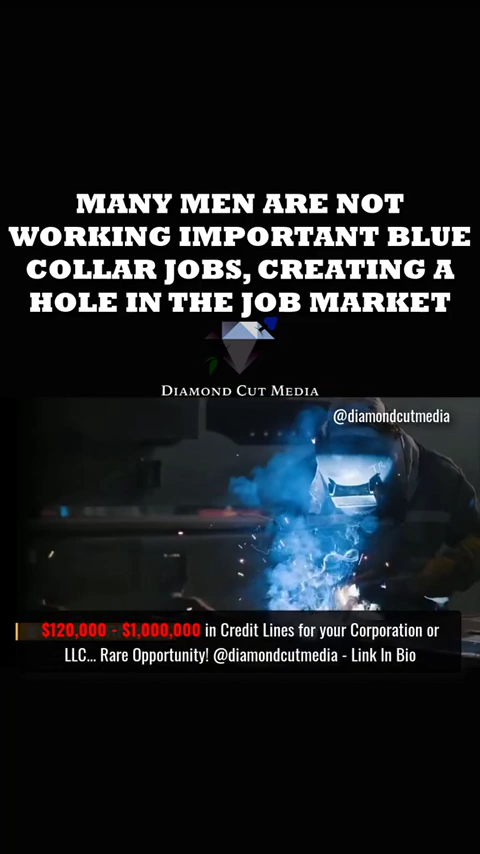 MANY MEN ARE NOT
WORKING IMPORTANT BLUE
COLLAR JOBS, CREATING A
HOLE IN THE JOB MARKET
DIAMOND CUT MEDIA
@diamondcutmedia
$120,000 - $1,000,000 in Credit Lines for your Corporation or
LLC... Rare Opportunity! @diamondcutmedia - Link In Bio